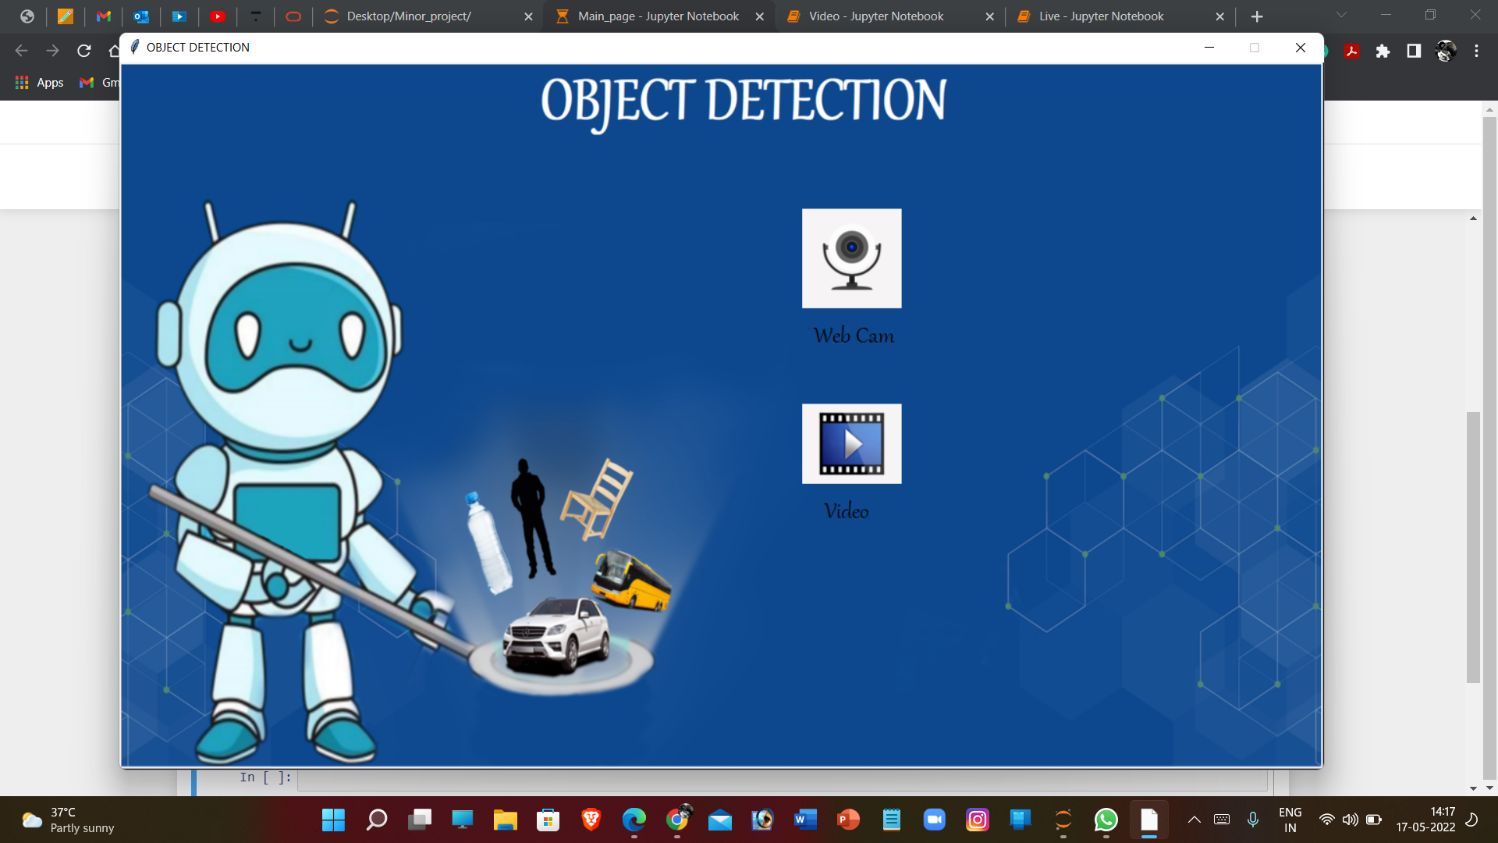 Desktop/Minor_project/
Main_page - Jupyter Notebook
Video - Jupyter Notebook
Live - Jupyter Notebook
OBJECT DETECTION
Apps
Gm
OBJECT DETECTION
Web Cam
Video
In [ ]:
37°C
Partly sunny
ENG
IN
14:17
17-05-2022